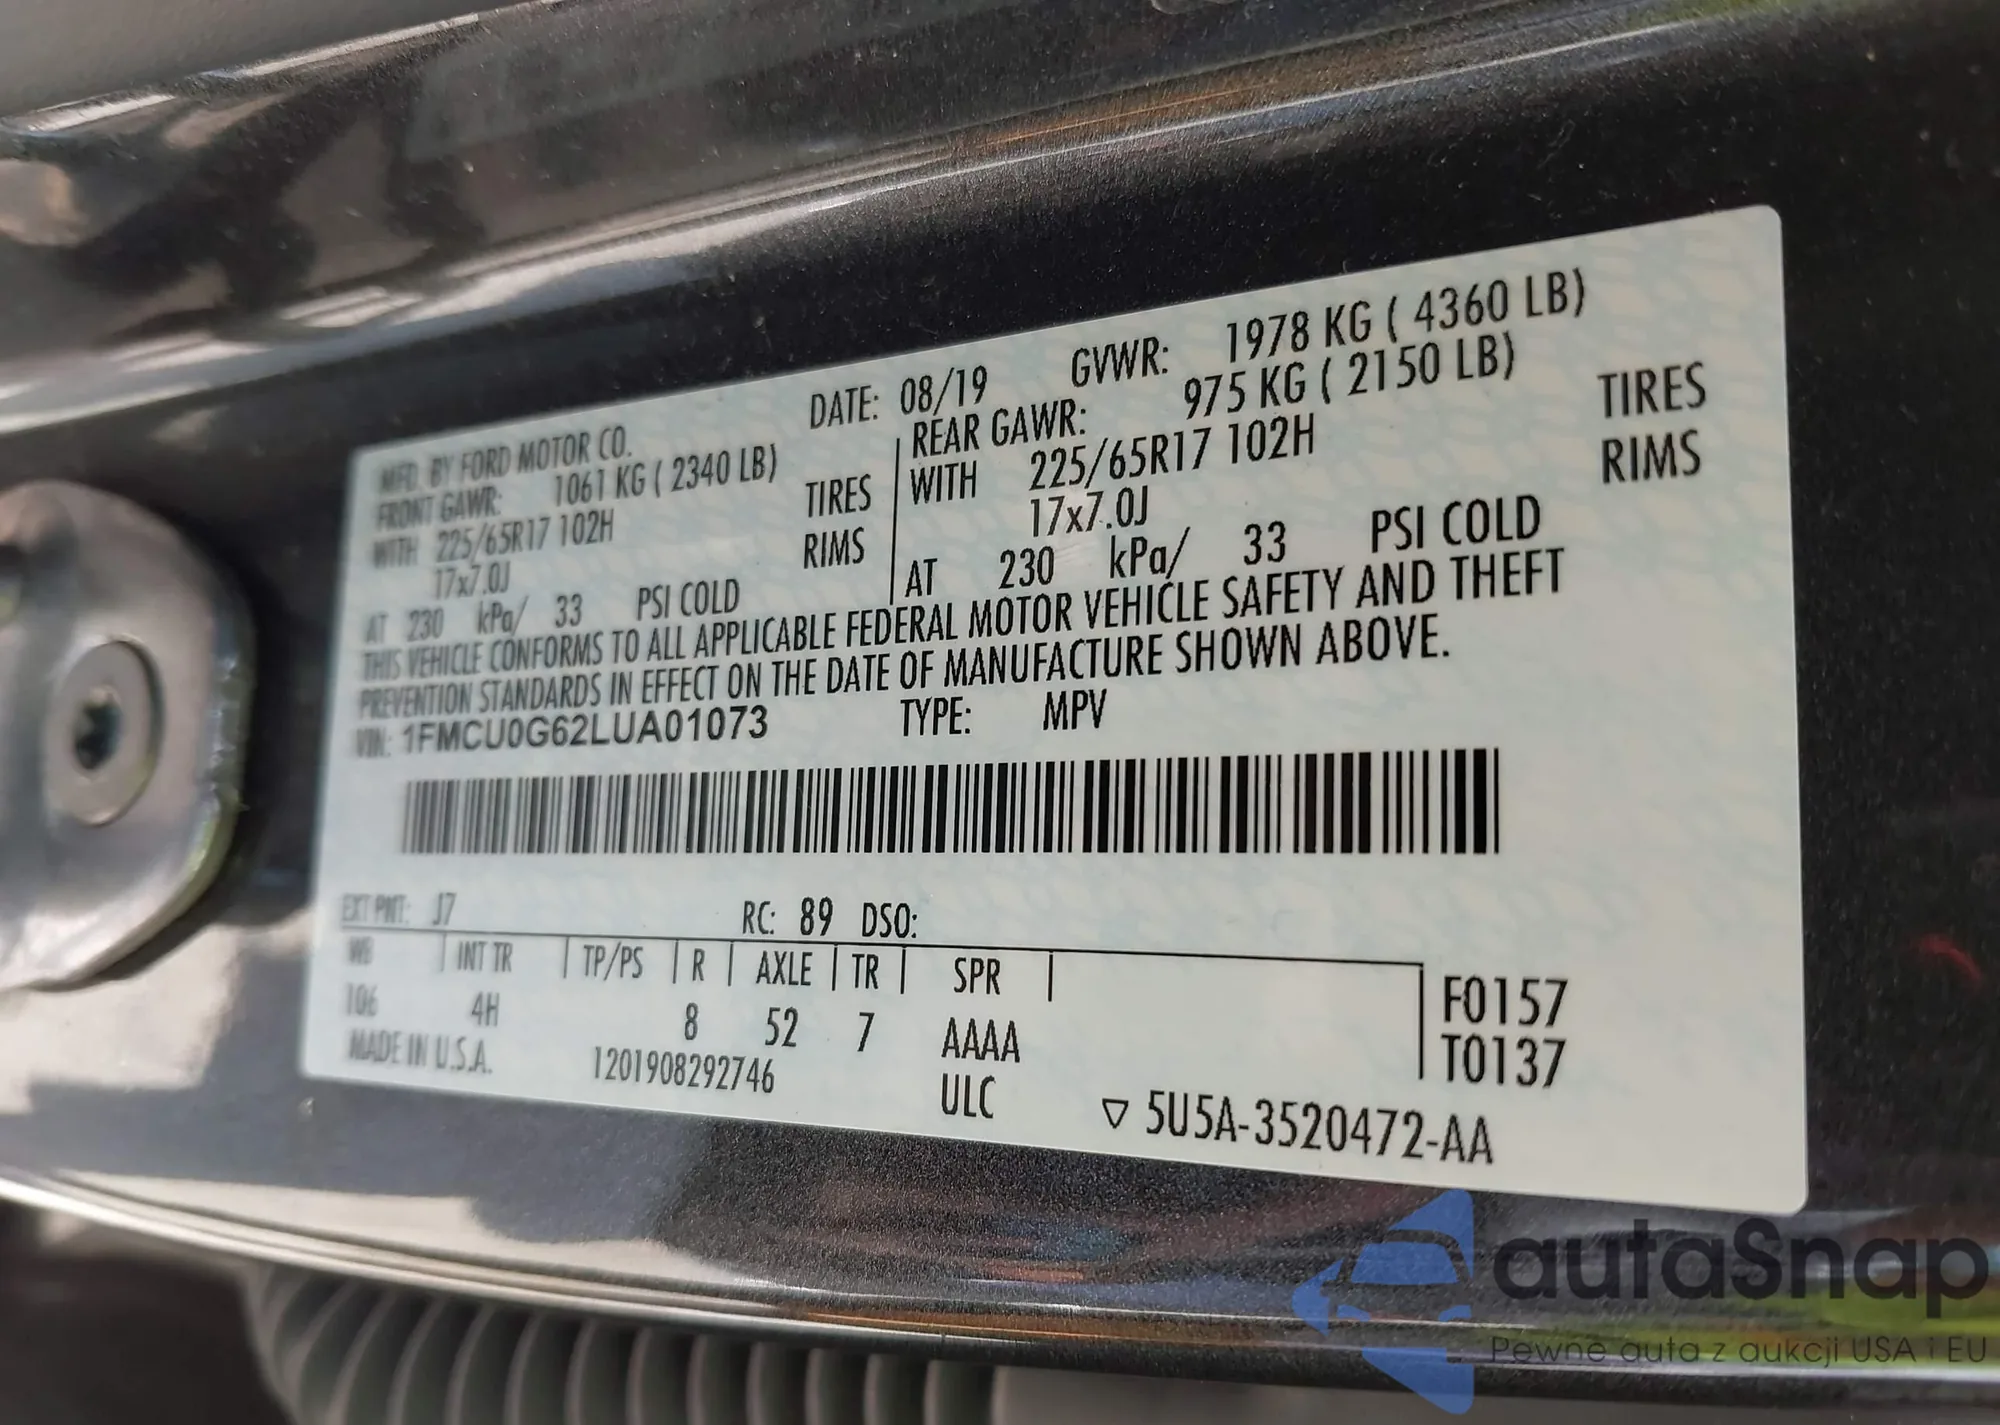 MFD. BY FORD MOTOR CO. DATE: 08/19 GVWR: 1978 KG ( 4360 LB)
FRONT GAWR: 1061 KG ( 2340 LB) REAR GAWR: 975 KG ( 2150 LB)
WITH 225/65R17 102H TIRES WITH 225/65R17 102H TIRES
17x7.0J RIMS 17x7.0J RIMS
AT 230 kPa/ 33 PSI COLD AT 230 kPa/ 33 PSI COLD
THIS VEHICLE CONFORMS TO ALL APPLICABLE FEDERAL MOTOR VEHICLE SAFETY AND THEFT
PREVENTION STANDARDS IN EFFECT ON THE DATE OF MANUFACTURE SHOWN ABOVE.
VIN: 1FMCU0G62LUA01073 TYPE: MPV
EXT PNT: J7 RC: 89 DSO:
WB INT TR TP/PS R AXLE TR SPR
F0157
106 4H 8 52 7 AAAA
T0137
MADE IN U.S.A. 1201908292746 ULC
▽ 5U5A-3520472-AA
autaSnap
Pewne auta z aukcji USA i EU